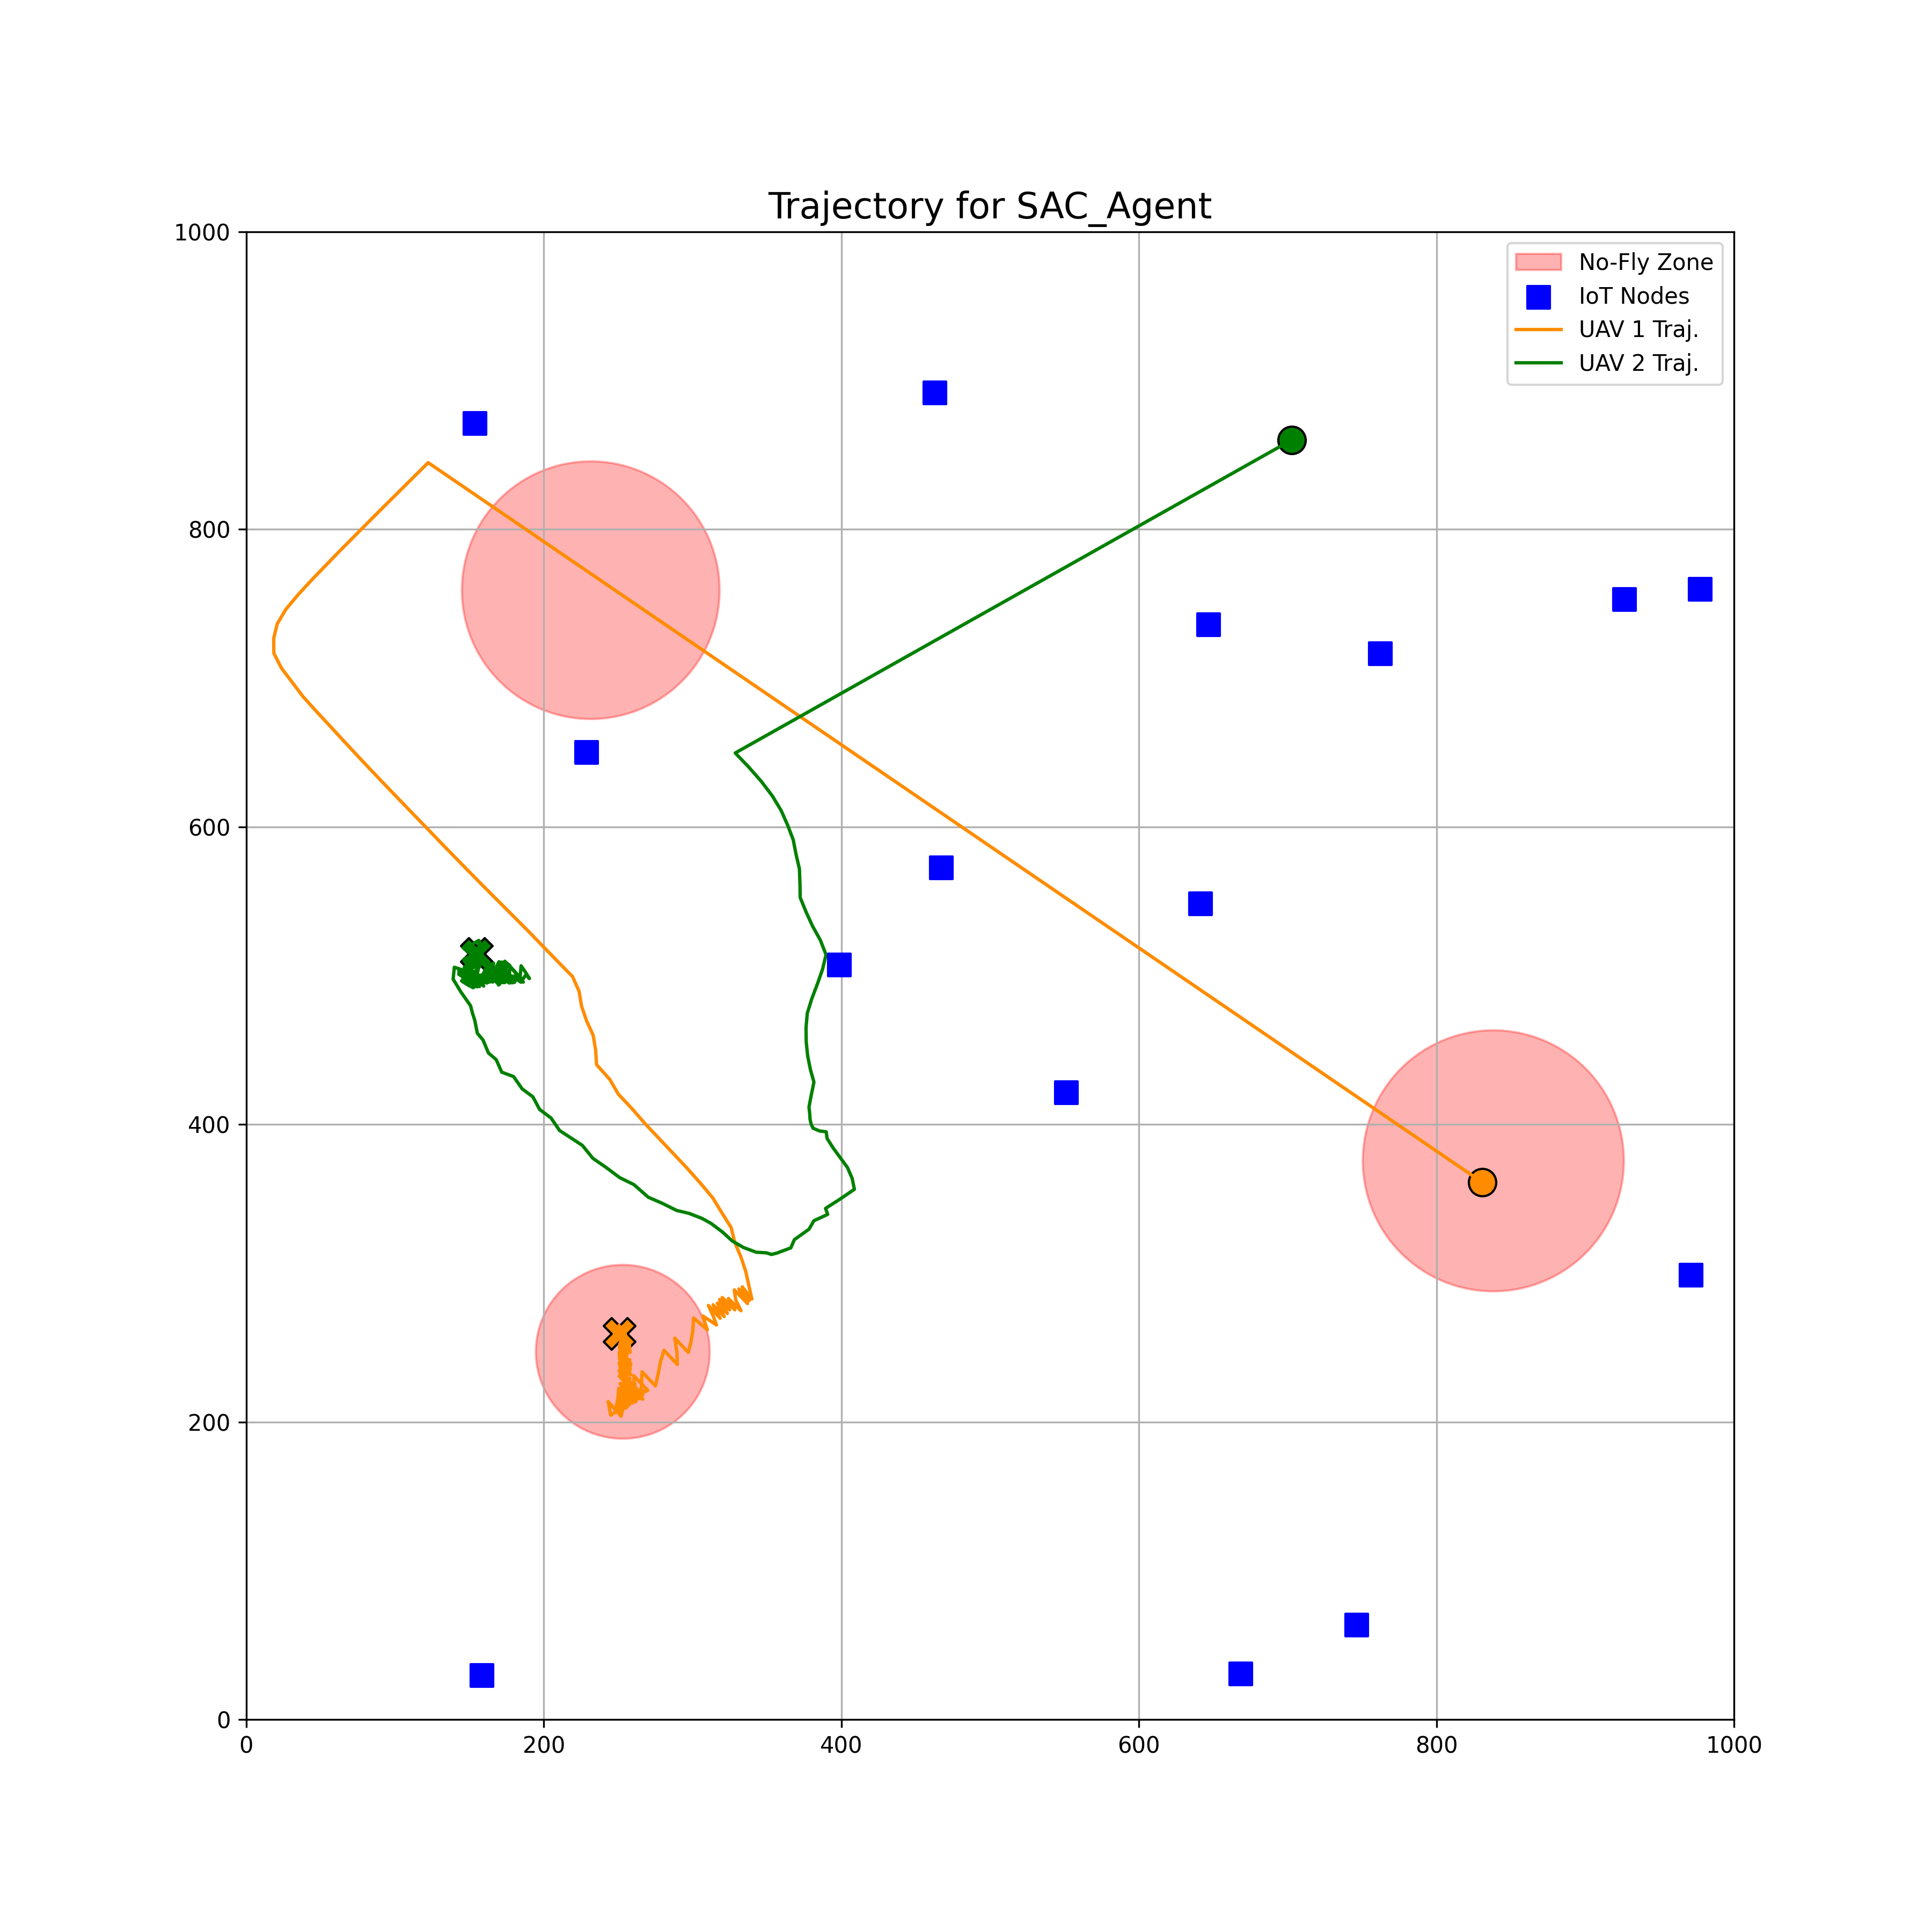 Trajectory for SAC_Agent
1000
800
600
400
200
0
0 200 400 600 800 1000
No-Fly Zone
IoT Nodes
UAV 1 Traj.
UAV 2 Traj.